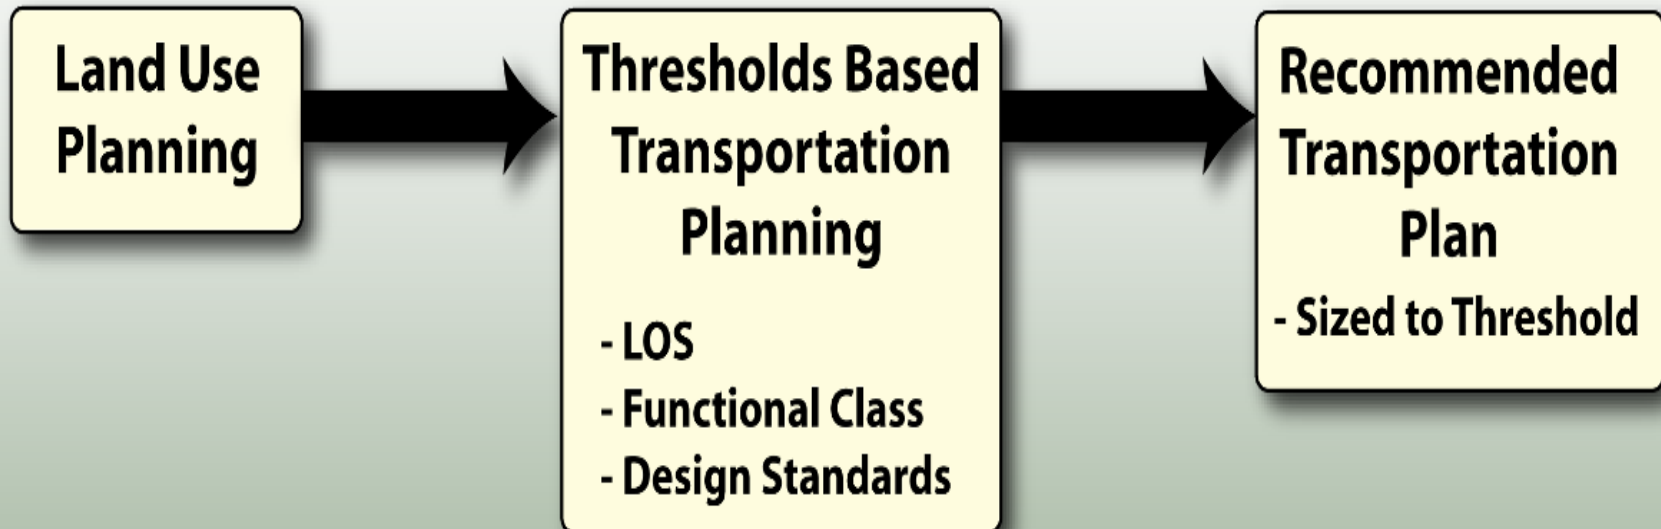 Land Use
Planning
Thresholds Based
Transportation
Planning
- LOS
- Functional Class
- Design Standards
Recommended
Transportation
Plan
- Sized to Threshold